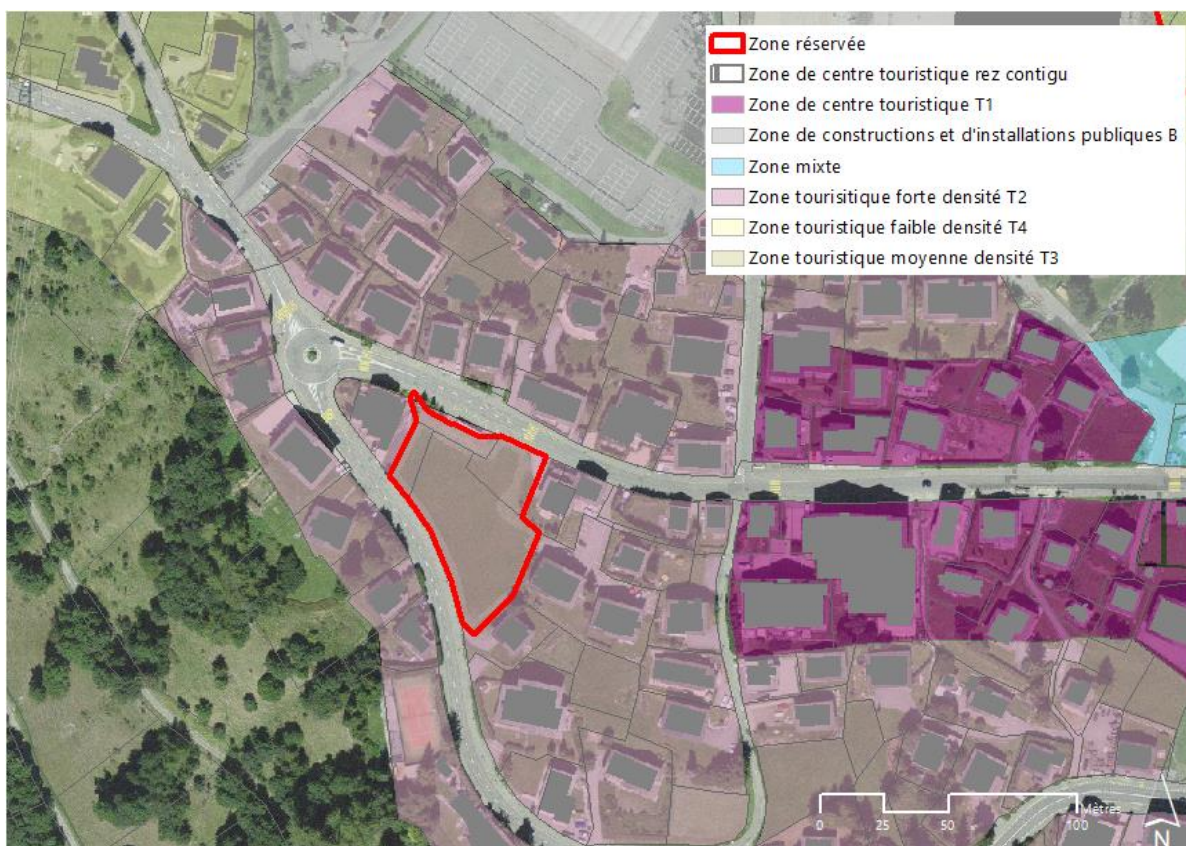 Zone réservée
Zone de centre touristique rez contigu
Zone de centre touristique T1
Zone de constructions et d'installations publiques B
Zone mixte
Zone tourisitique forte densité T2
Zone touristique faible densité T4
Zone touristique moyenne densité T3
Mètres
0 25 50 100
N